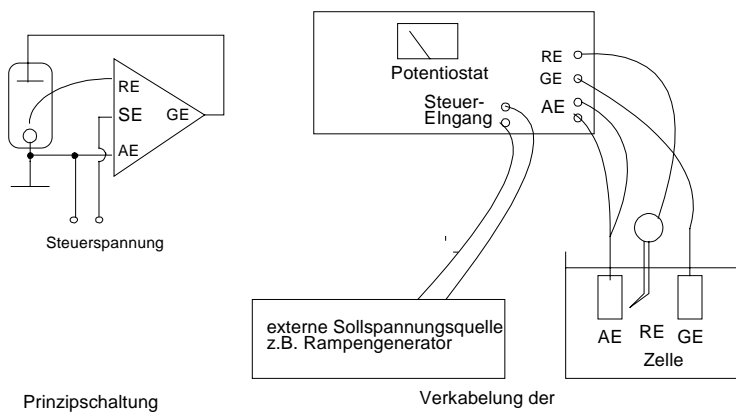 RE
SE
GE
AE
Steuerspannung
Prinzipschaltung
Potentiostat
RE
GE
AE
Steuer-
EIngang
externe Sollspannungsquelle
z.B. Rampengenerator
AE
RE
GE
Zelle
Verkabelung der